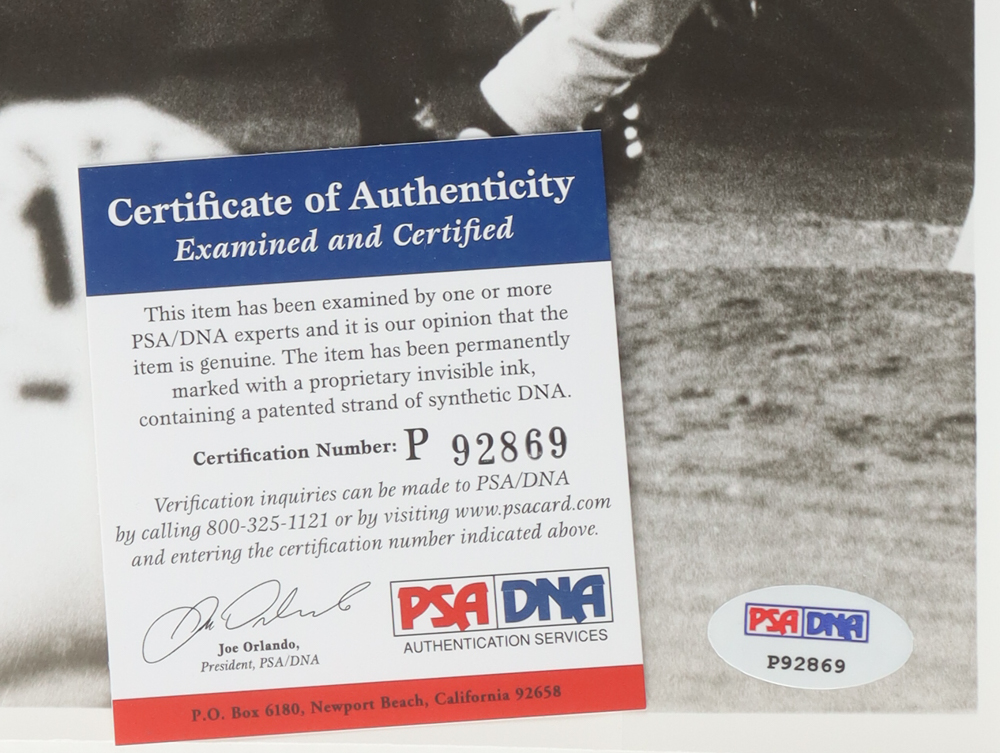 Certificate of Authenticity
Examined and Certified
This item has been examined by one or more
PSA/DNA experts and it is our opinion that the
item is genuine. The item has been permanently
marked with a proprietary invisible ink,
containing a patented strand of synthetic DNA.
Certification Number: P 92869
Verification inquiries can be made to PSA/DNA
by calling 800-325-1121 or by visiting www.psacard.com
and entering the certification number indicated above.
Joe Orlando,
President, PSA/DNA
PSA DNA
AUTHENTICATION SERVICES
P.O. Box 6180, Newport Beach, California 92658
PSA DNA
P92869